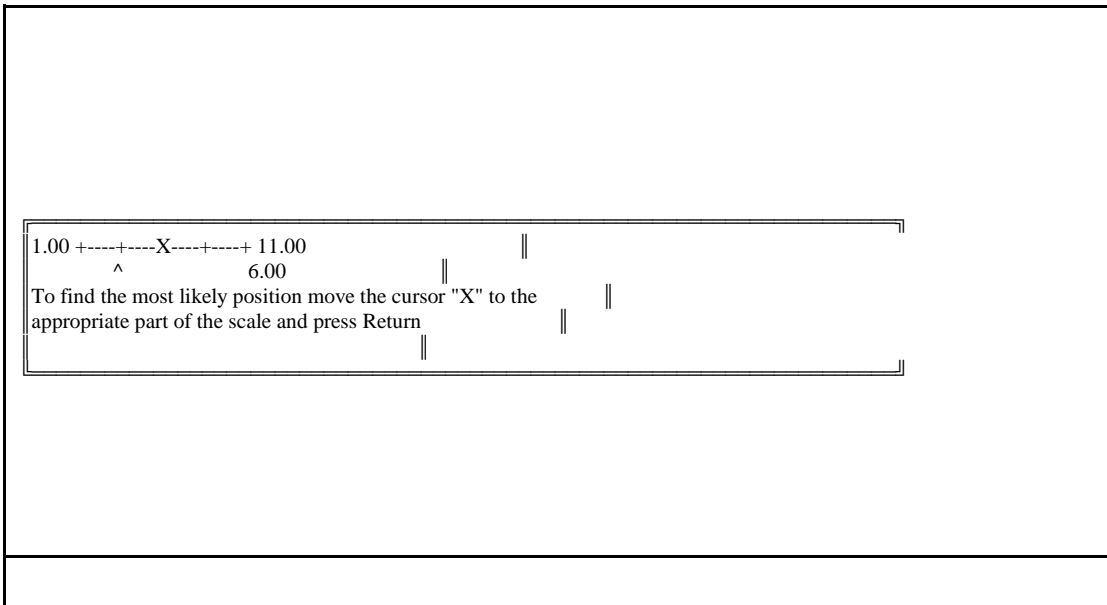 1.00 +----+----X----+----+ 11.00
^ 6.00
To find the most likely position move the cursor "X" to the
appropriate part of the scale and press Return